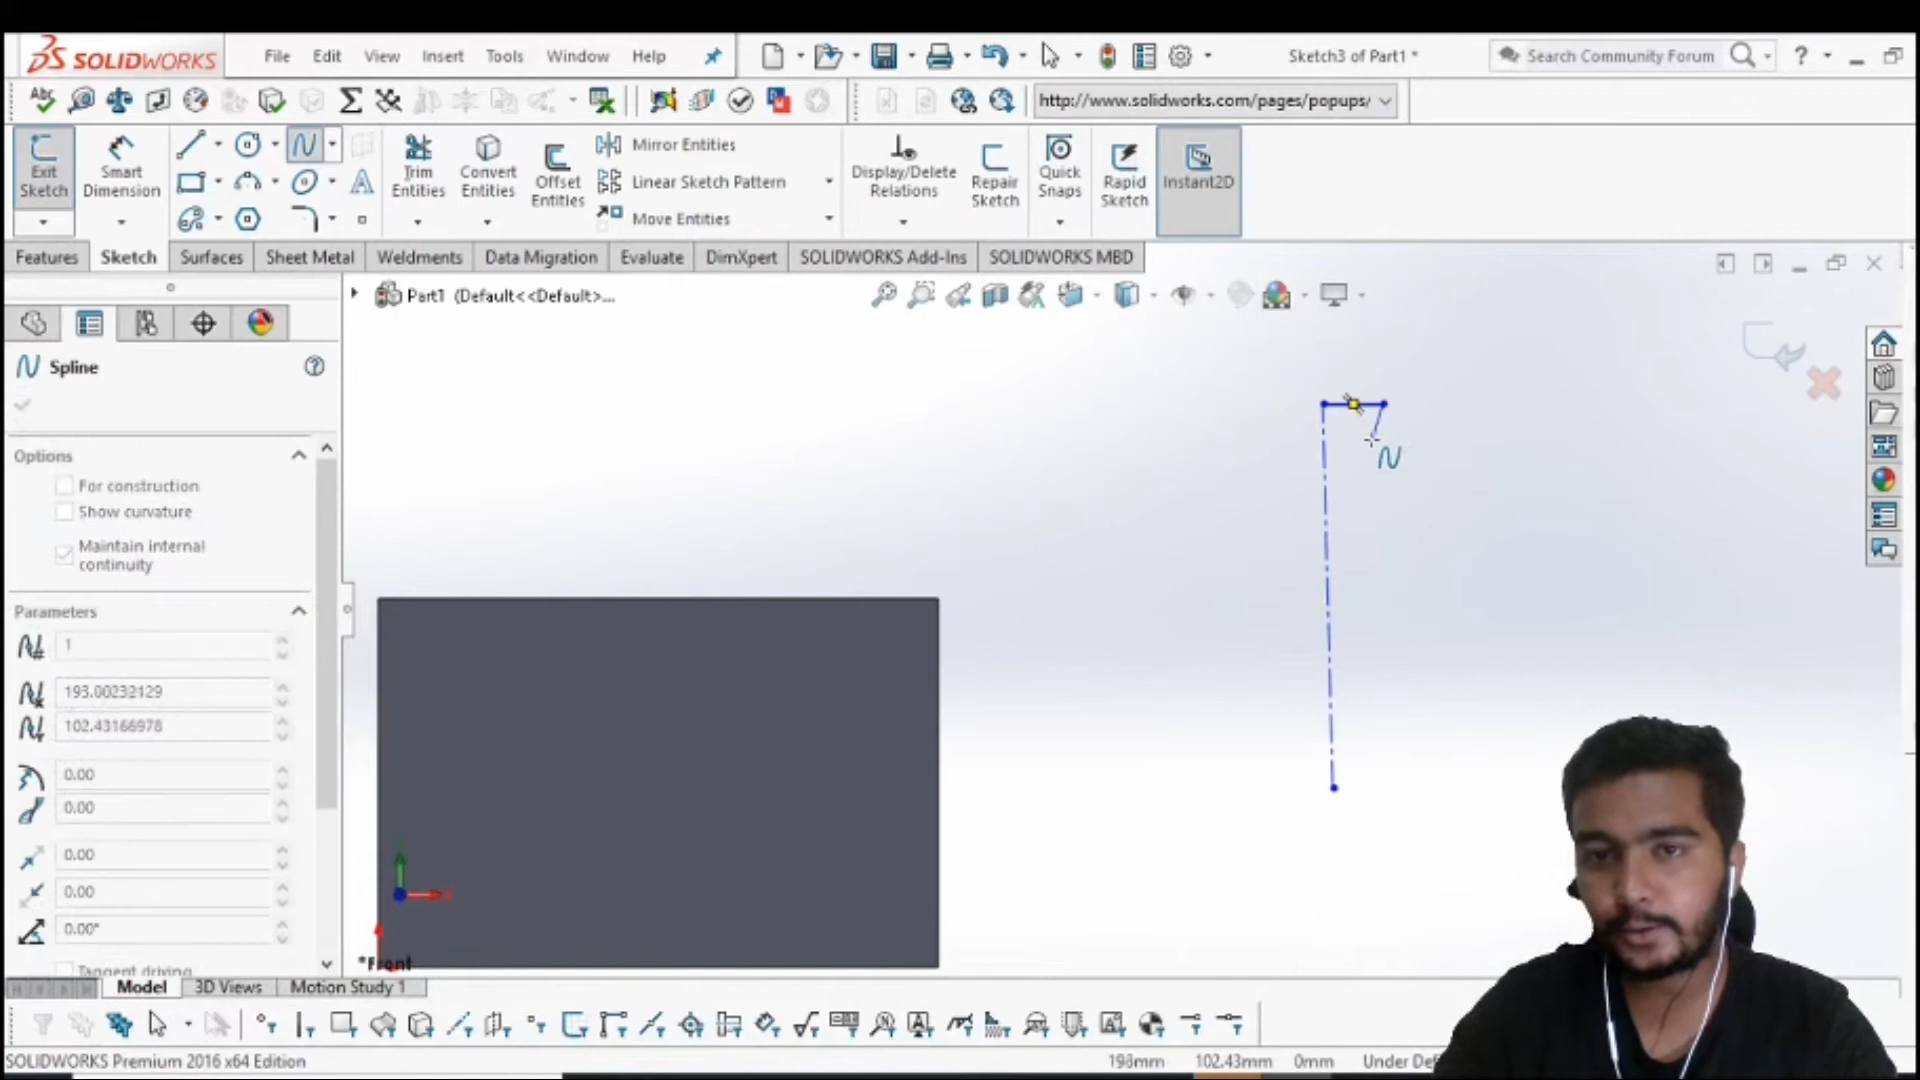 SOLIDWORKS File Edit View Insert Tools Window Help Sketch3 of Part1 * Search Community Forum ?
http://www.solidworks.com/pages/popups/
Exit Sketch
Smart Dimension
Trim Entities
Convert Entities
Offset Entities
Mirror Entities
Linear Sketch Pattern
Move Entities
Display/Delete Relations
Repair Sketch
Quick Snaps
Rapid Sketch
Instant2D
Features Sketch Surfaces Sheet Metal Weldments Data Migration Evaluate DimXpert SOLIDWORKS Add-Ins SOLIDWORKS MBD
Part1 (Default<<Default>...
Spline
Options
For construction
Show curvature
Maintain internal
continuity
Parameters
1
193.00232129
102.43166978
0.00
0.00
0.00
0.00
0.00°
Tangent driving
*Front
Model 3D Views Motion Study 1
SOLIDWORKS Premium 2016 x64 Edition 198mm 102.43mm 0mm Under Def